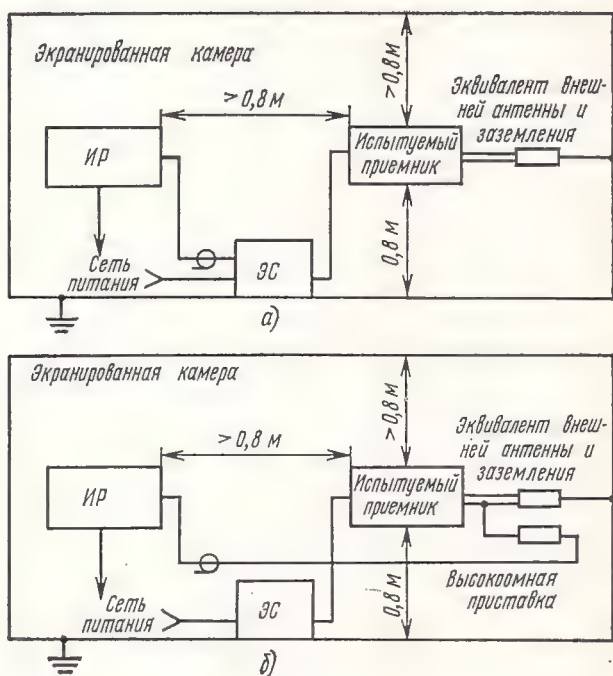 Экранированная камера
>0,8 м
>0,8 м
Эквивалент внеш-
ней антенны и
заземления
ИР
Испытуемый
приемник
0,8 м
Сеть
питания
ЭС
а)
Экранированная камера
>0,8 м
>0,8 м
Эквивалент внеш-
ней антенны и
заземления
ИР
Испытуемый
приемник
0,8 м
Высокоомная
приставка
Сеть
питания
ЭС
б)